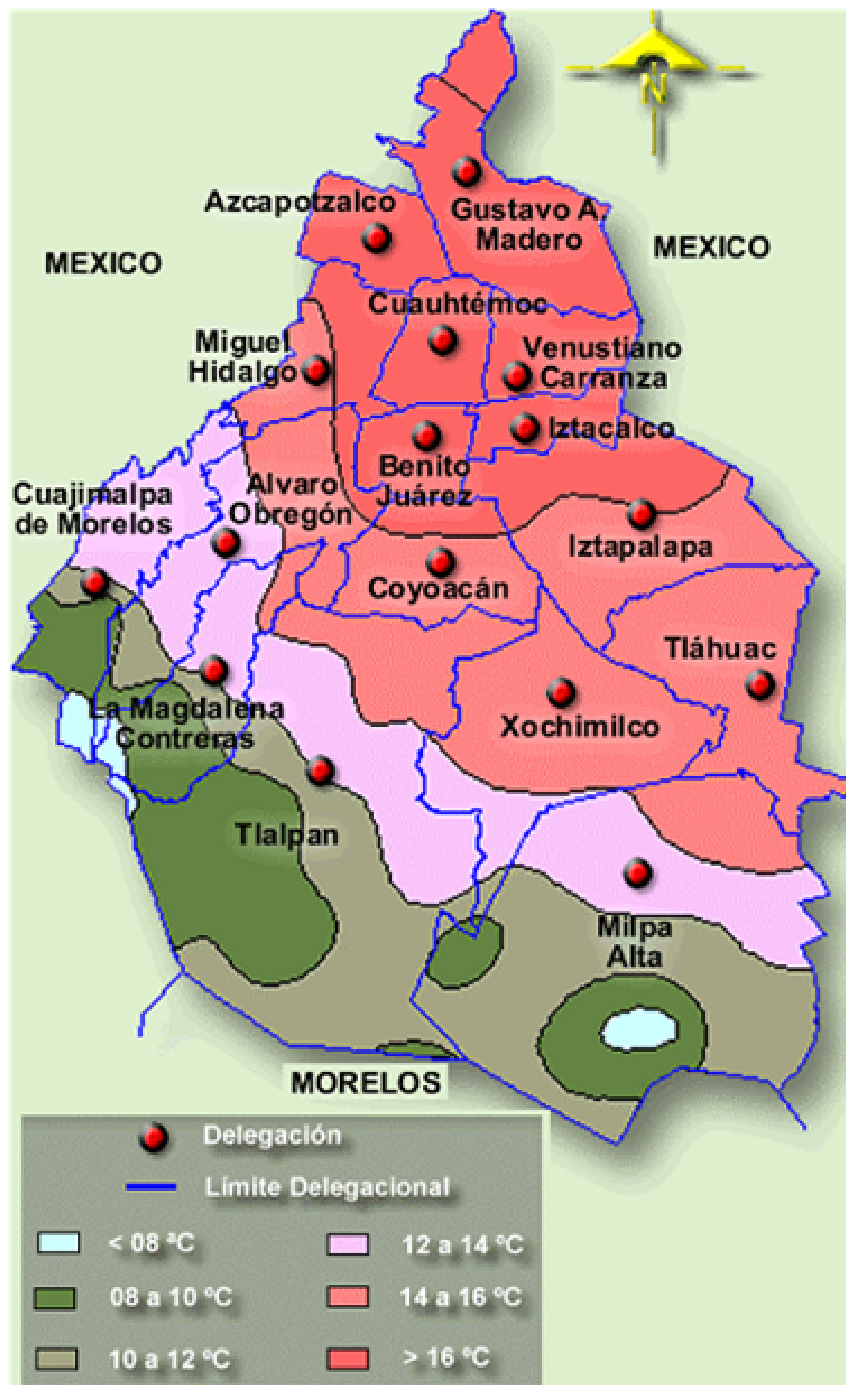 N
Azcapotzalco
Gustavo A.
Madero
MEXICO
MEXICO
Cuauhtémoc
Miguel
Hidalgo
Venustiano
Carranza
Iztacalco
Benito
Juárez
Cuajimalpa
de Morelos
Alvaro
Obregón
Iztapalapa
Coyoacán
Tláhuac
La Magdalena
Contreras
Xochimilco
Tlalpan
Milpa
Alta
MORELOS
Delegación
Límite Delegacional
< 08 ªC
12 a 14 ºC
08 a 10 ºC
14 a 16 ºC
10 a 12 ºC
> 16 ºC